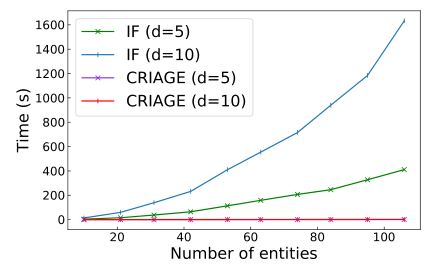 Time (s)
1600
1400
1200
1000
800
600
400
200
0
IF (d=5)
IF (d=10)
CRIAGE (d=5)
CRIAGE (d=10)
20 40 60 80 100
Number of entities